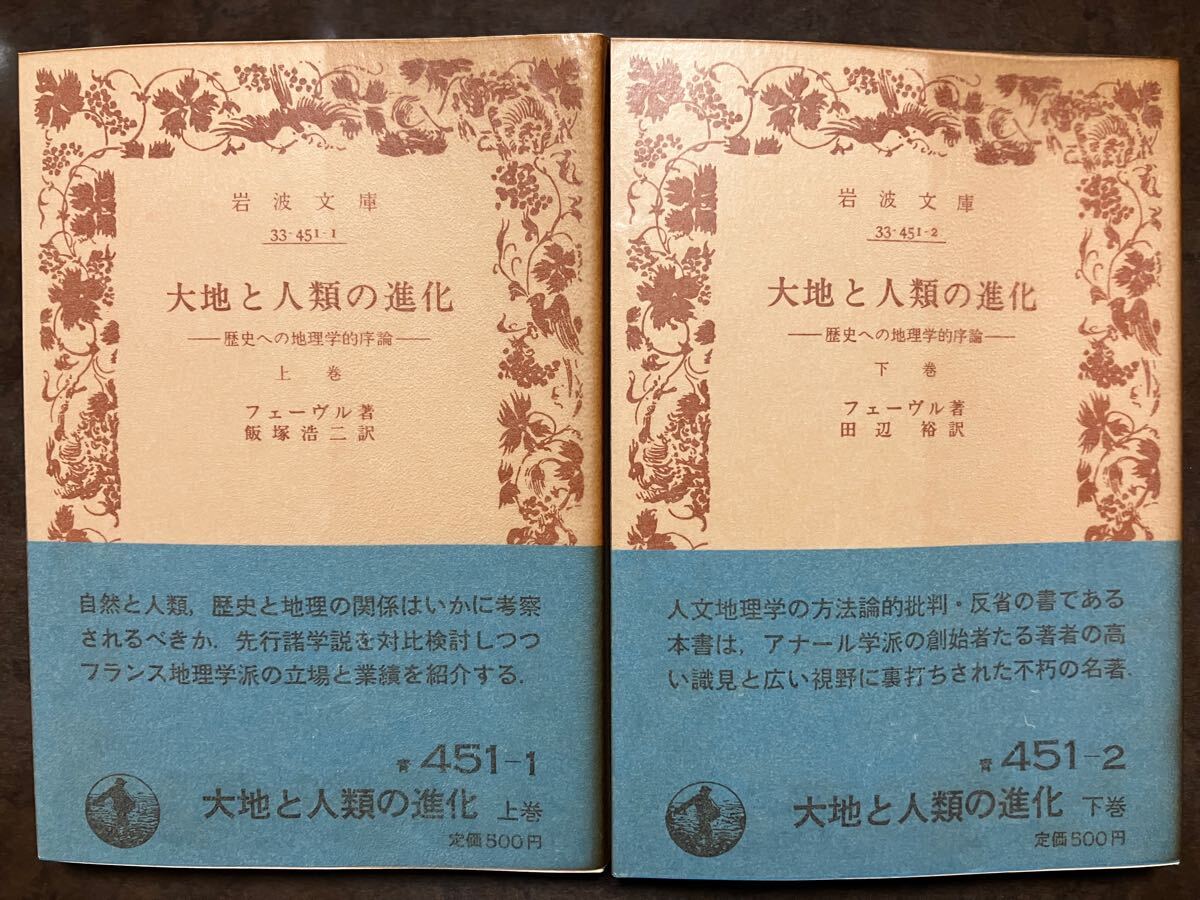 岩波文庫
33-451-1
大地と人類の進化
――歴史への地理学的序論――
上巻
フェーヴル著
飯塚浩二訳
自然と人類，歴史と地理の関係はいかに考察
されるべきか．先行諸学説を対比検討しつつ
フランス地理学派の立場と業績を紹介する．
青 451-1
大地と人類の進化 上巻
定価500円
岩波文庫
33-451-2
大地と人類の進化
――歴史への地理学的序論――
下巻
フェーヴル著
田辺 裕訳
人文地理学の方法論的批判・反省の書である
本書は，アナール学派の創始者たる著者の高
い識見と広い視野に裏打ちされた不朽の名著．
青 451-2
大地と人類の進化 下巻
定価500円